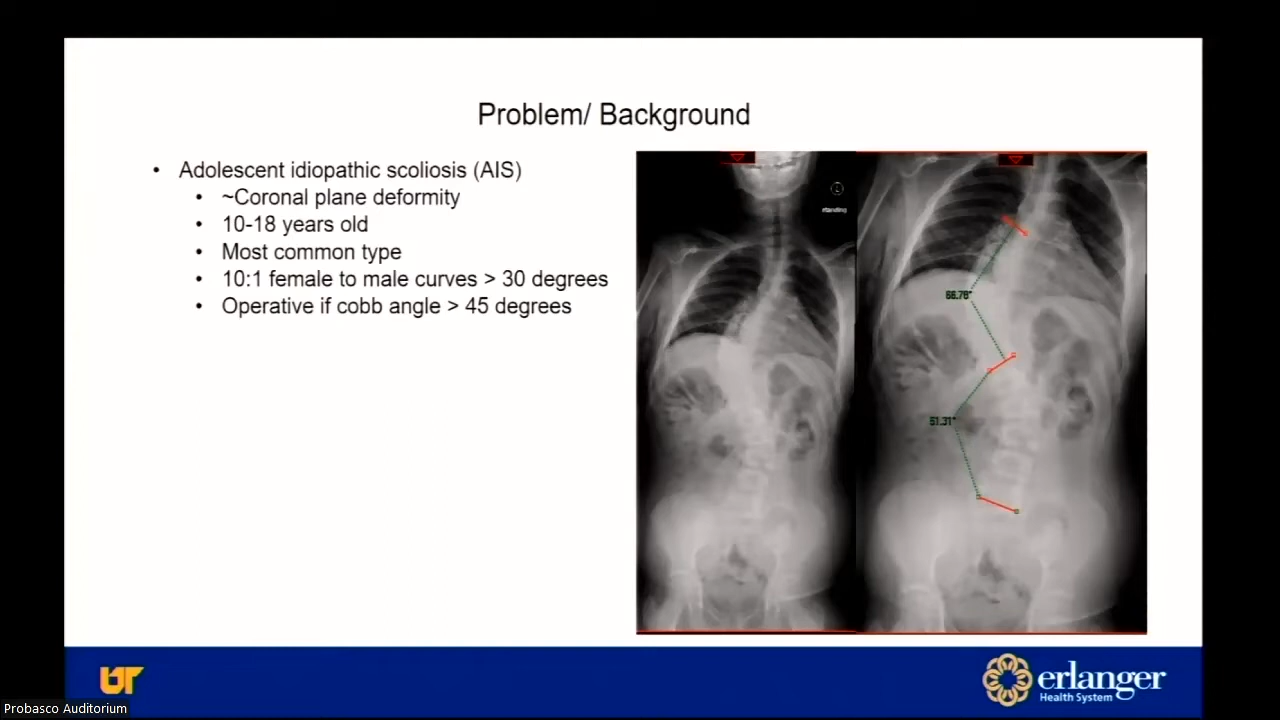 Problem/ Background
• Adolescent idiopathic scoliosis (AIS)
• ~Coronal plane deformity
• 10-18 years old
• Most common type
• 10:1 female to male curves > 30 degrees
• Operative if cobb angle > 45 degrees
L
standing
51.31°
UT
erlanger
Health System
Probasco Auditorium